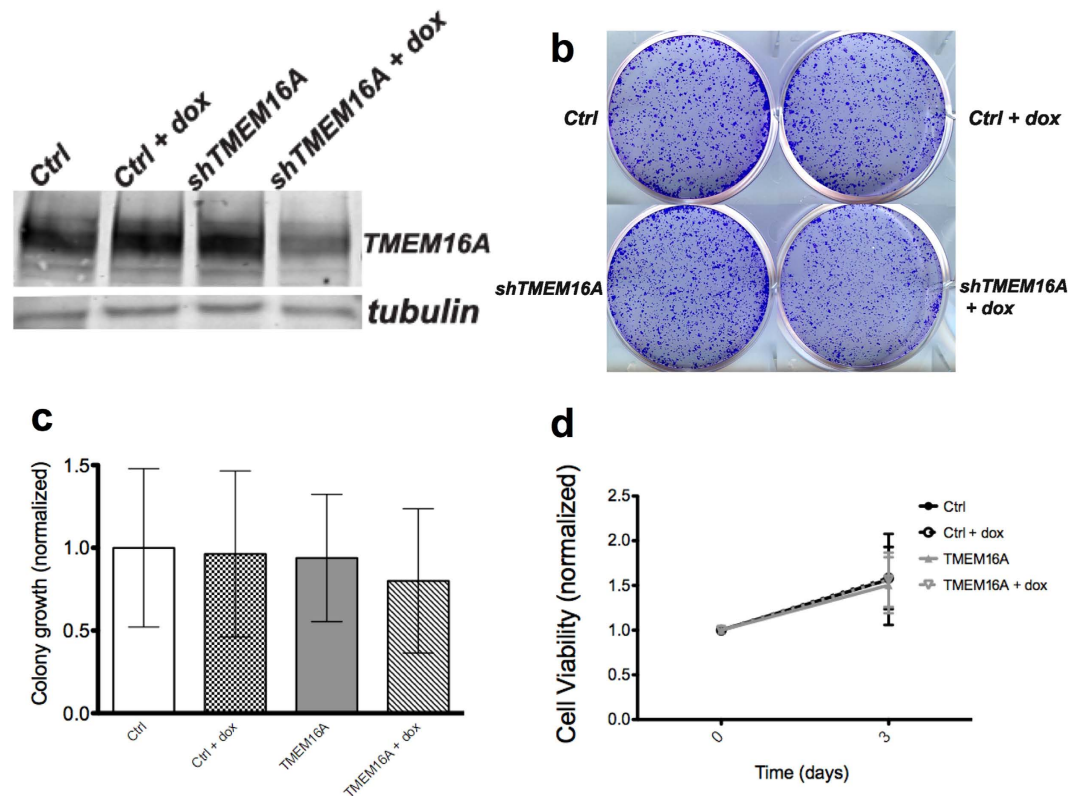 Ctrl
Ctrl + dox
shTMEM16A
shTMEM16A + dox
TMEM16A
tubulin
b
Ctrl
Ctrl + dox
shTMEM16A
shTMEM16A
+ dox
c
Colony growth (normalized)
1.5
1.0
0.5
0.0
Ctrl
Ctrl + dox
TMEM16A
TMEM16A + dox
d
Cell Viability (normalized)
2.5
2.0
1.5
1.0
0.5
0.0
Ctrl
Ctrl + dox
TMEM16A
TMEM16A + dox
0
3
Time (days)